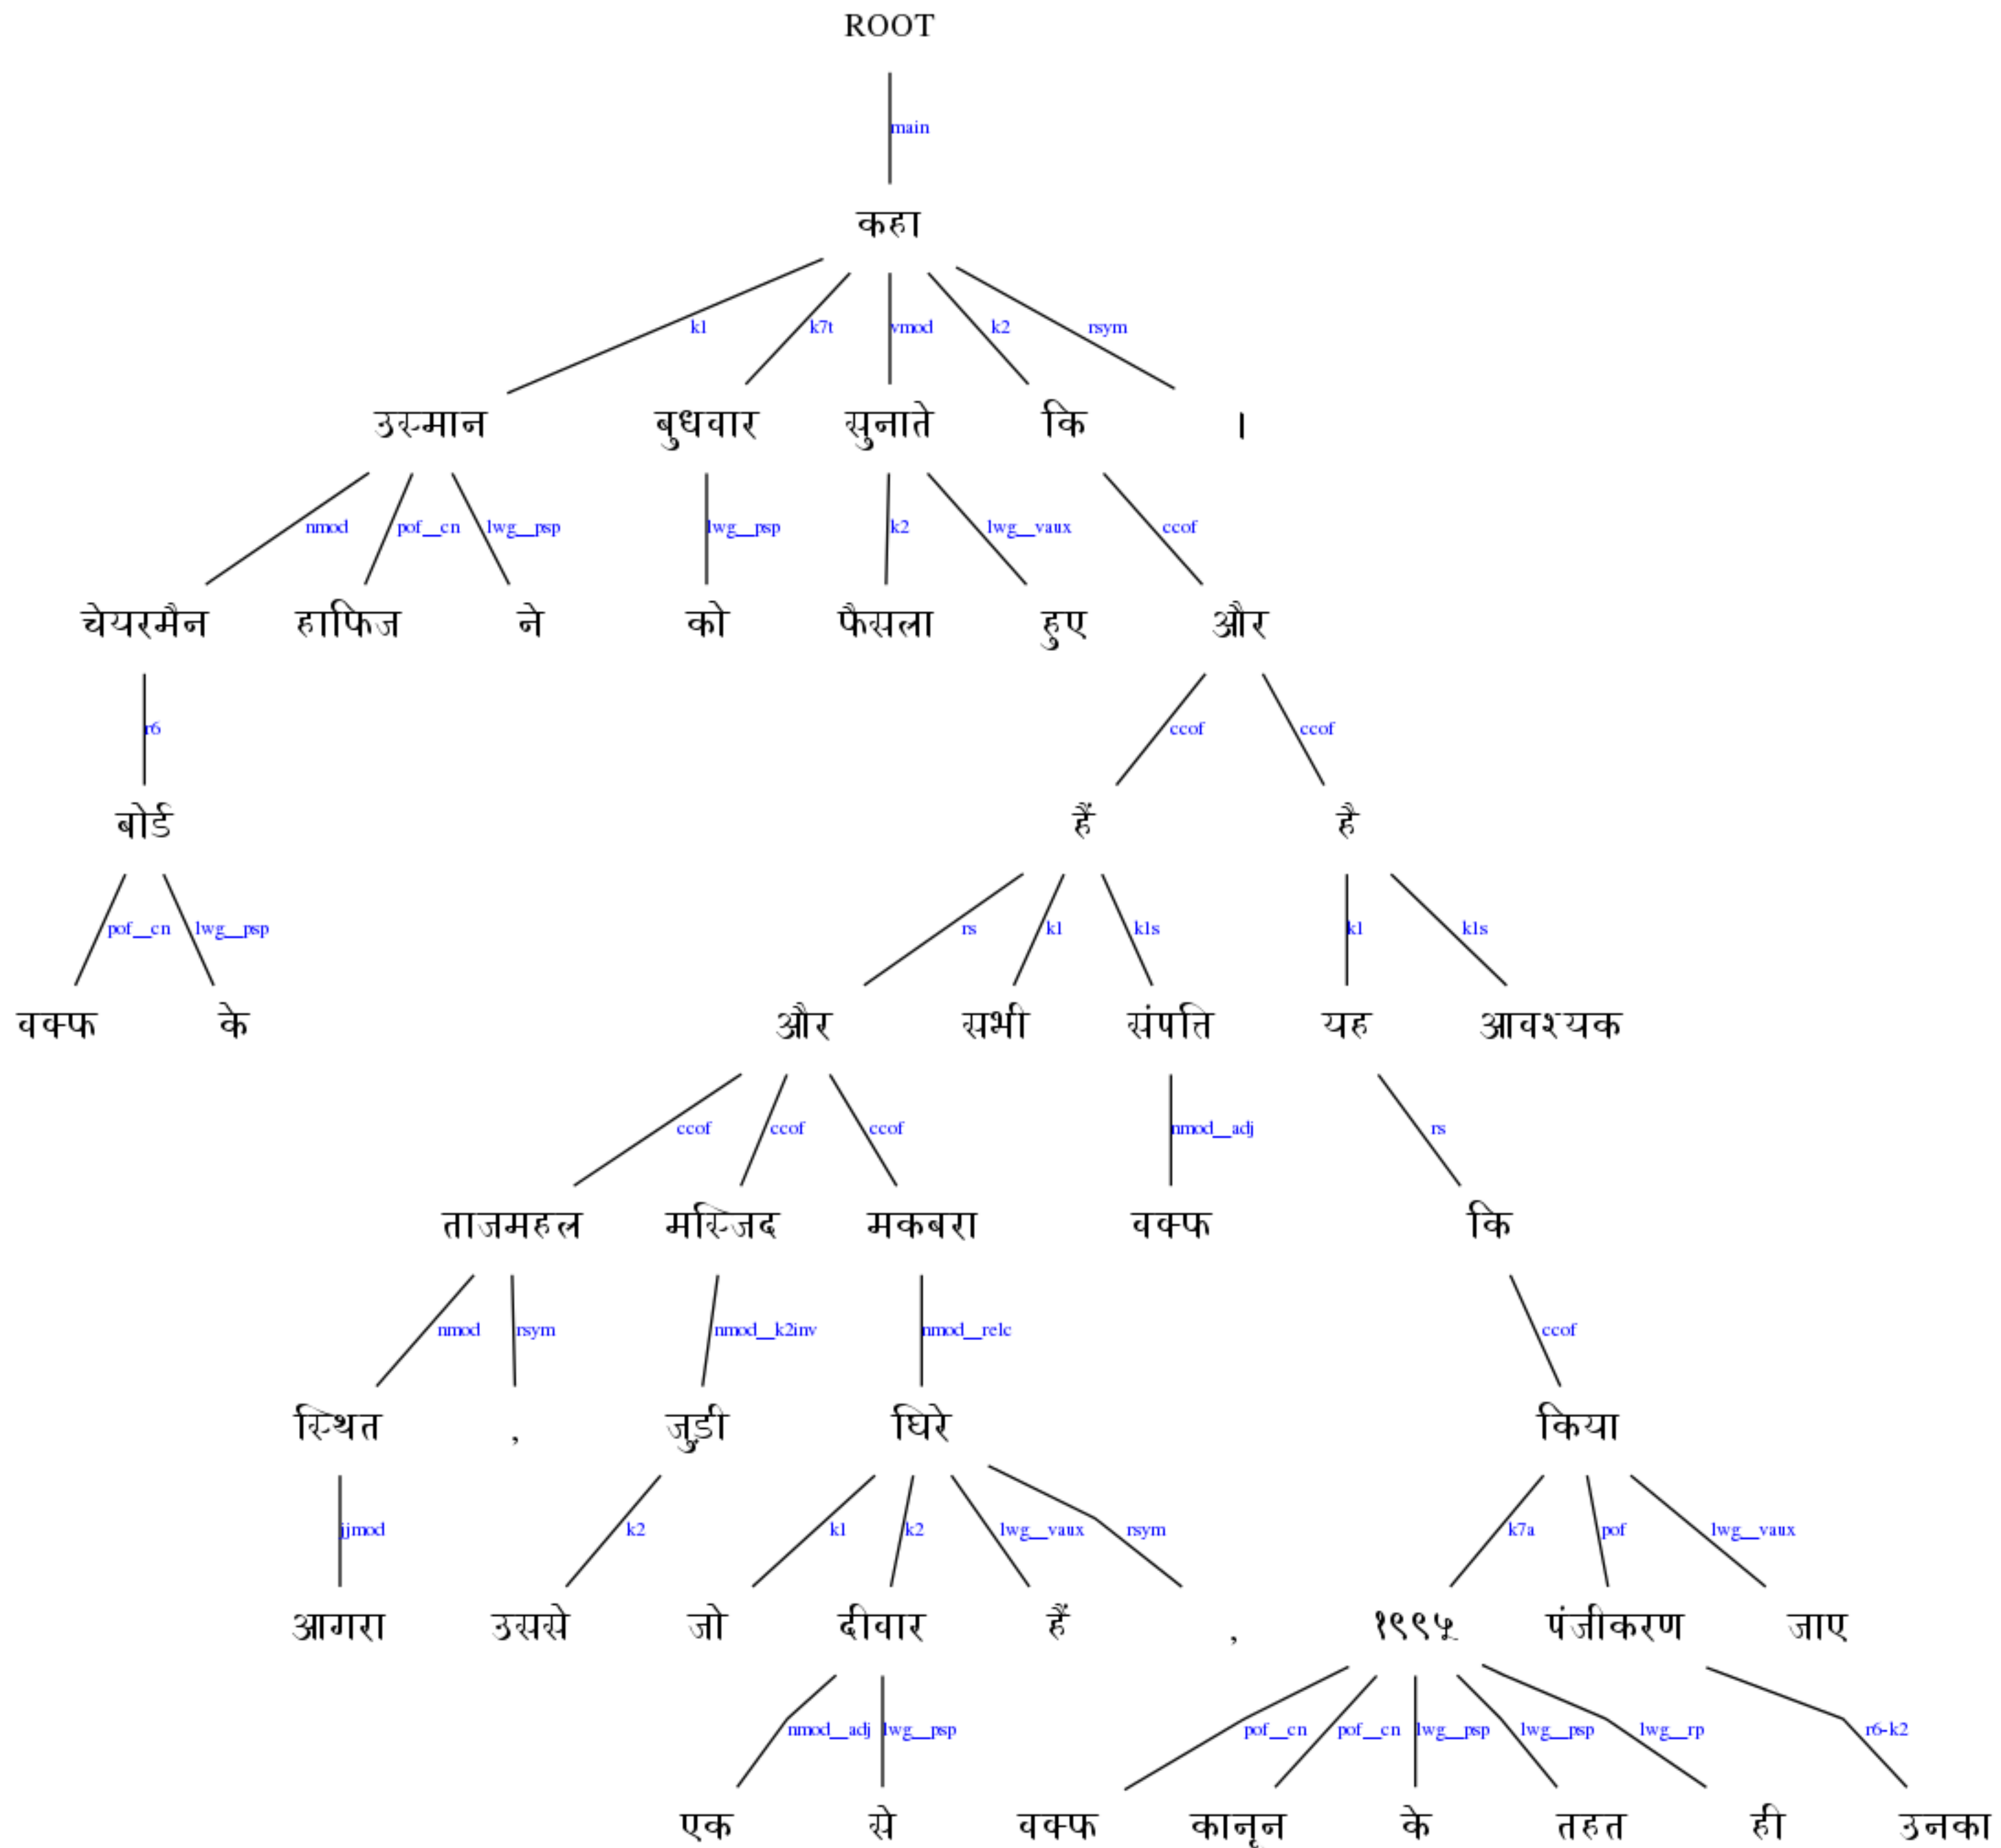 ROOT
main
कहा
k1 k7t vmod k2 rsym
उस्मान बुधवार सुनाते कि ।
nmod pof__cn lwg__psp lwg__psp k2 lwg__vaux ccof
चेयरमैन हाफिज ने को फैसला हुए और
r6 ccof ccof
बोर्ड हैं है
pof__cn lwg__psp rs k1 k1s k1 k1s
वक्फ के और सभी संपत्ति यह आवश्यक
ccof ccof ccof nmod__adj rs
ताजमहल मस्जिद मकबरा वक्फ कि
nmod rsym nmod__k2inv nmod__relc ccof
स्थित , जुड़ी घिरे किया
jjmod k2 k1 k2 lwg__vaux rsym k7a pof lwg__vaux
आगरा उससे जो दीवार हैं , १९९५ पंजीकरण जाए
nmod__adj lwg__psp pof__cn pof__cn lwg__psp lwg__psp lwg__rp r6-k2
एक से वक्फ कानून के तहत ही उनका